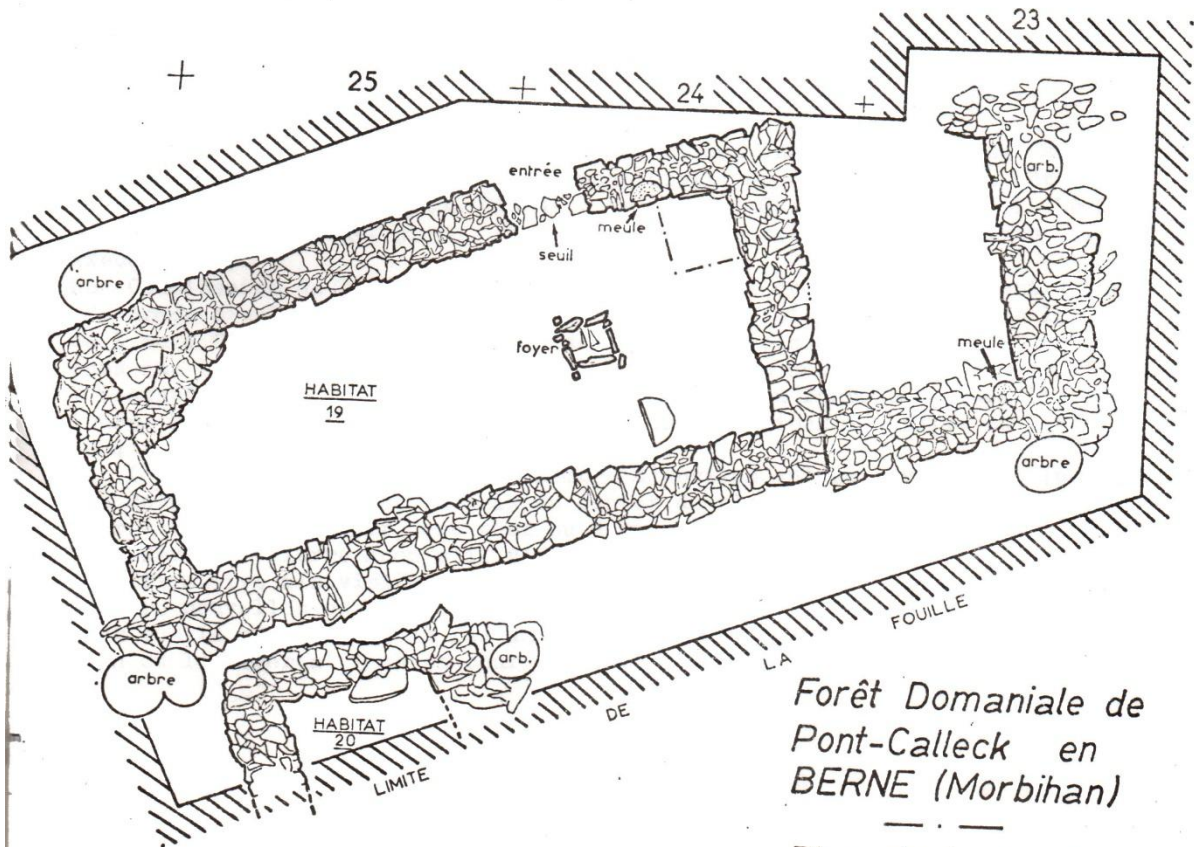 23
25
24
entrée
arb.
meule
seuil
arbre
foyer
meule
HABITAT
19
arbre
arb.
arbre
HABITAT
20
LIMITE DE LA FOUILLE
Forêt Domaniale de
Pont-Calleck en
BERNE (Morbihan)